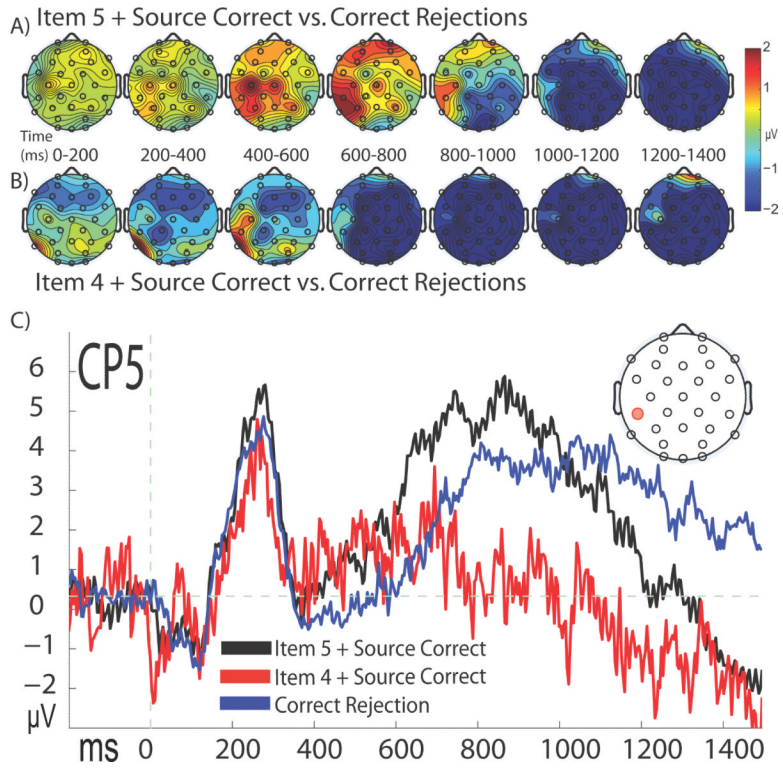 A) Item 5 + Source Correct vs. Correct Rejections
2
1
0
μV
−1
−2
Time
(ms) 0-200 200-400 400-600 600-800 800-1000 1000-1200 1200-1400
B)
Item 4 + Source Correct vs. Correct Rejections
C)
CP5
6
5
4
3
2
1
0
−1
−2
μV
Item 5 + Source Correct
Item 4 + Source Correct
Correct Rejection
ms 0 200 400 600 800 1000 1200 1400